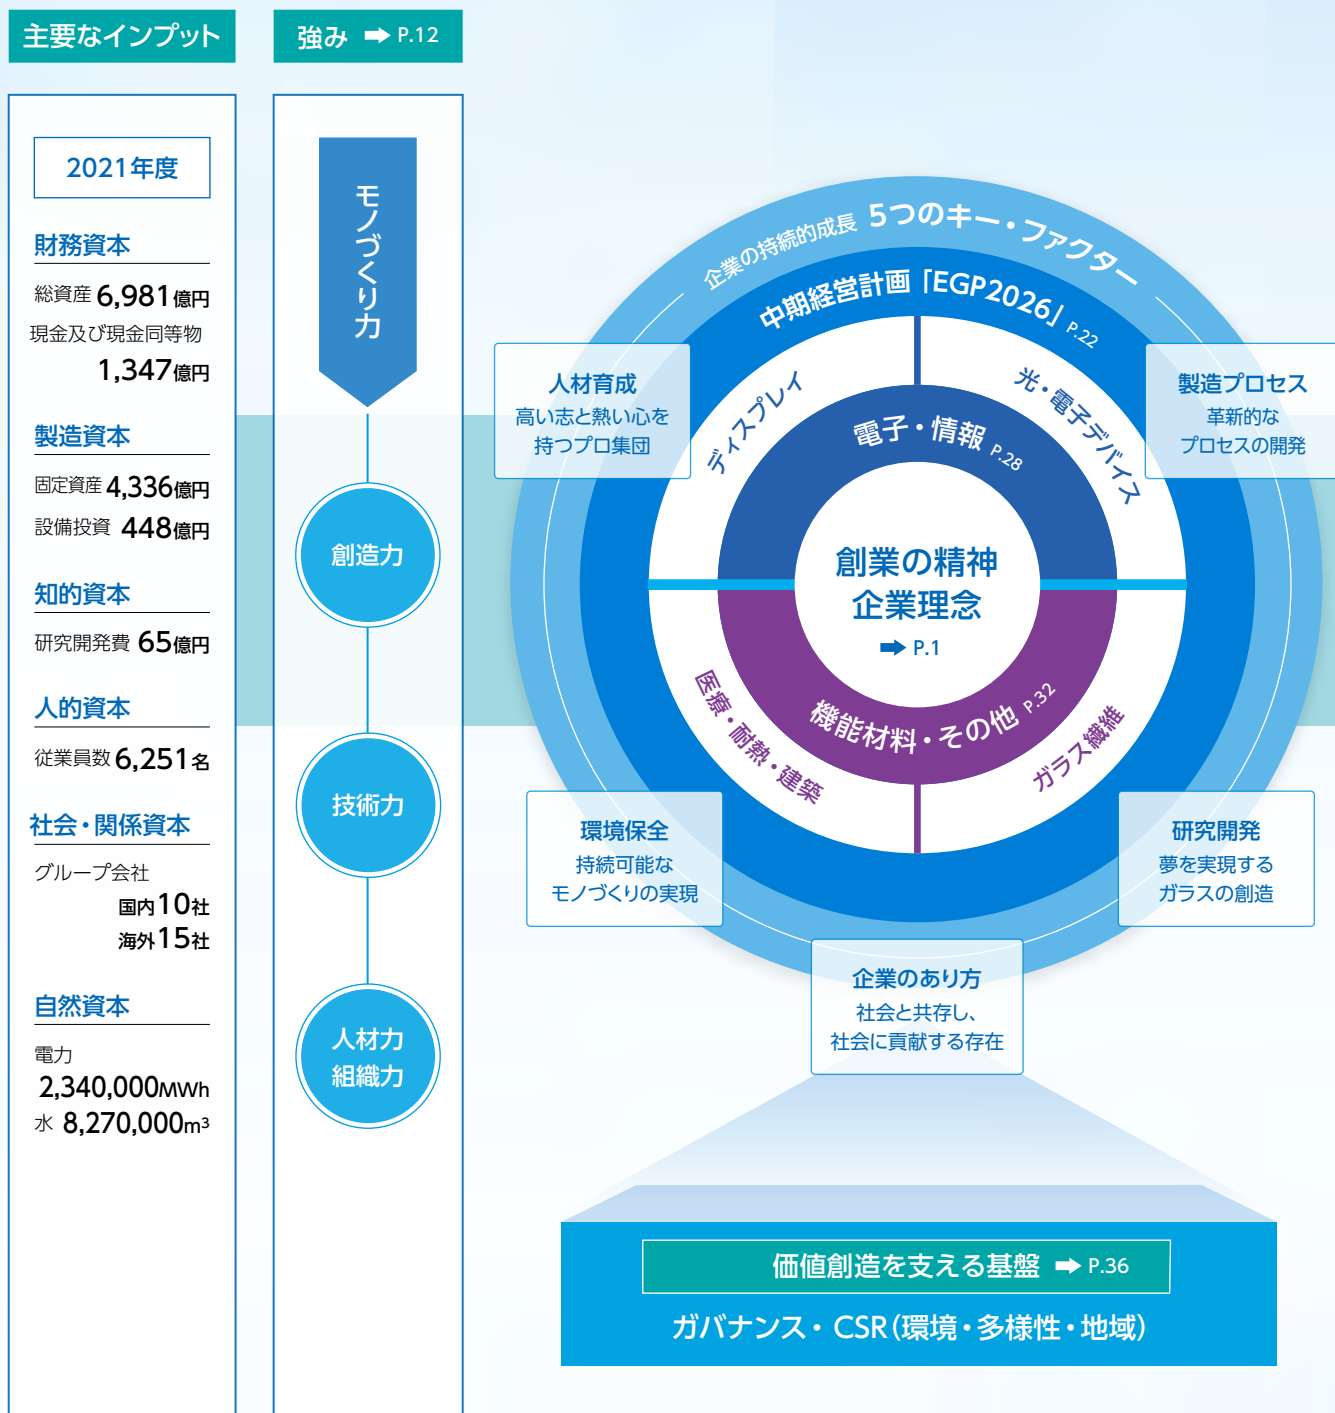 主要なインプット
2021年度
財務資本
総資産 6,981億円
現金及び現金同等物
1,347億円
製造資本
固定資産 4,336億円
設備投資 448億円
知的資本
研究開発費 65億円
人的資本
従業員数 6,251名
社会・関係資本
グループ会社
国内10社
海外15社
自然資本
電力
2,340,000MWh
水 8,270,000m³
強み ➡ P.12
モノづくり力
創造力
技術力
人材力
組織力
企業の持続的成長 5つのキー・ファクター
中期経営計画「EGP2026」 P.22
人材育成
高い志と熱い心を
持つプロ集団
製造プロセス
革新的な
プロセスの開発
ディスプレイ
光・電子デバイス
電子・情報 P.28
創業の精神
企業理念
➡ P.1
機能材料・その他 P.32
医療・耐熱・建築
ガラス繊維
環境保全
持続可能な
モノづくりの実現
研究開発
夢を実現する
ガラスの創造
企業のあり方
社会と共存し、
社会に貢献する存在
価値創造を支える基盤 ➡ P.36
ガバナンス・CSR（環境・多様性・地域）